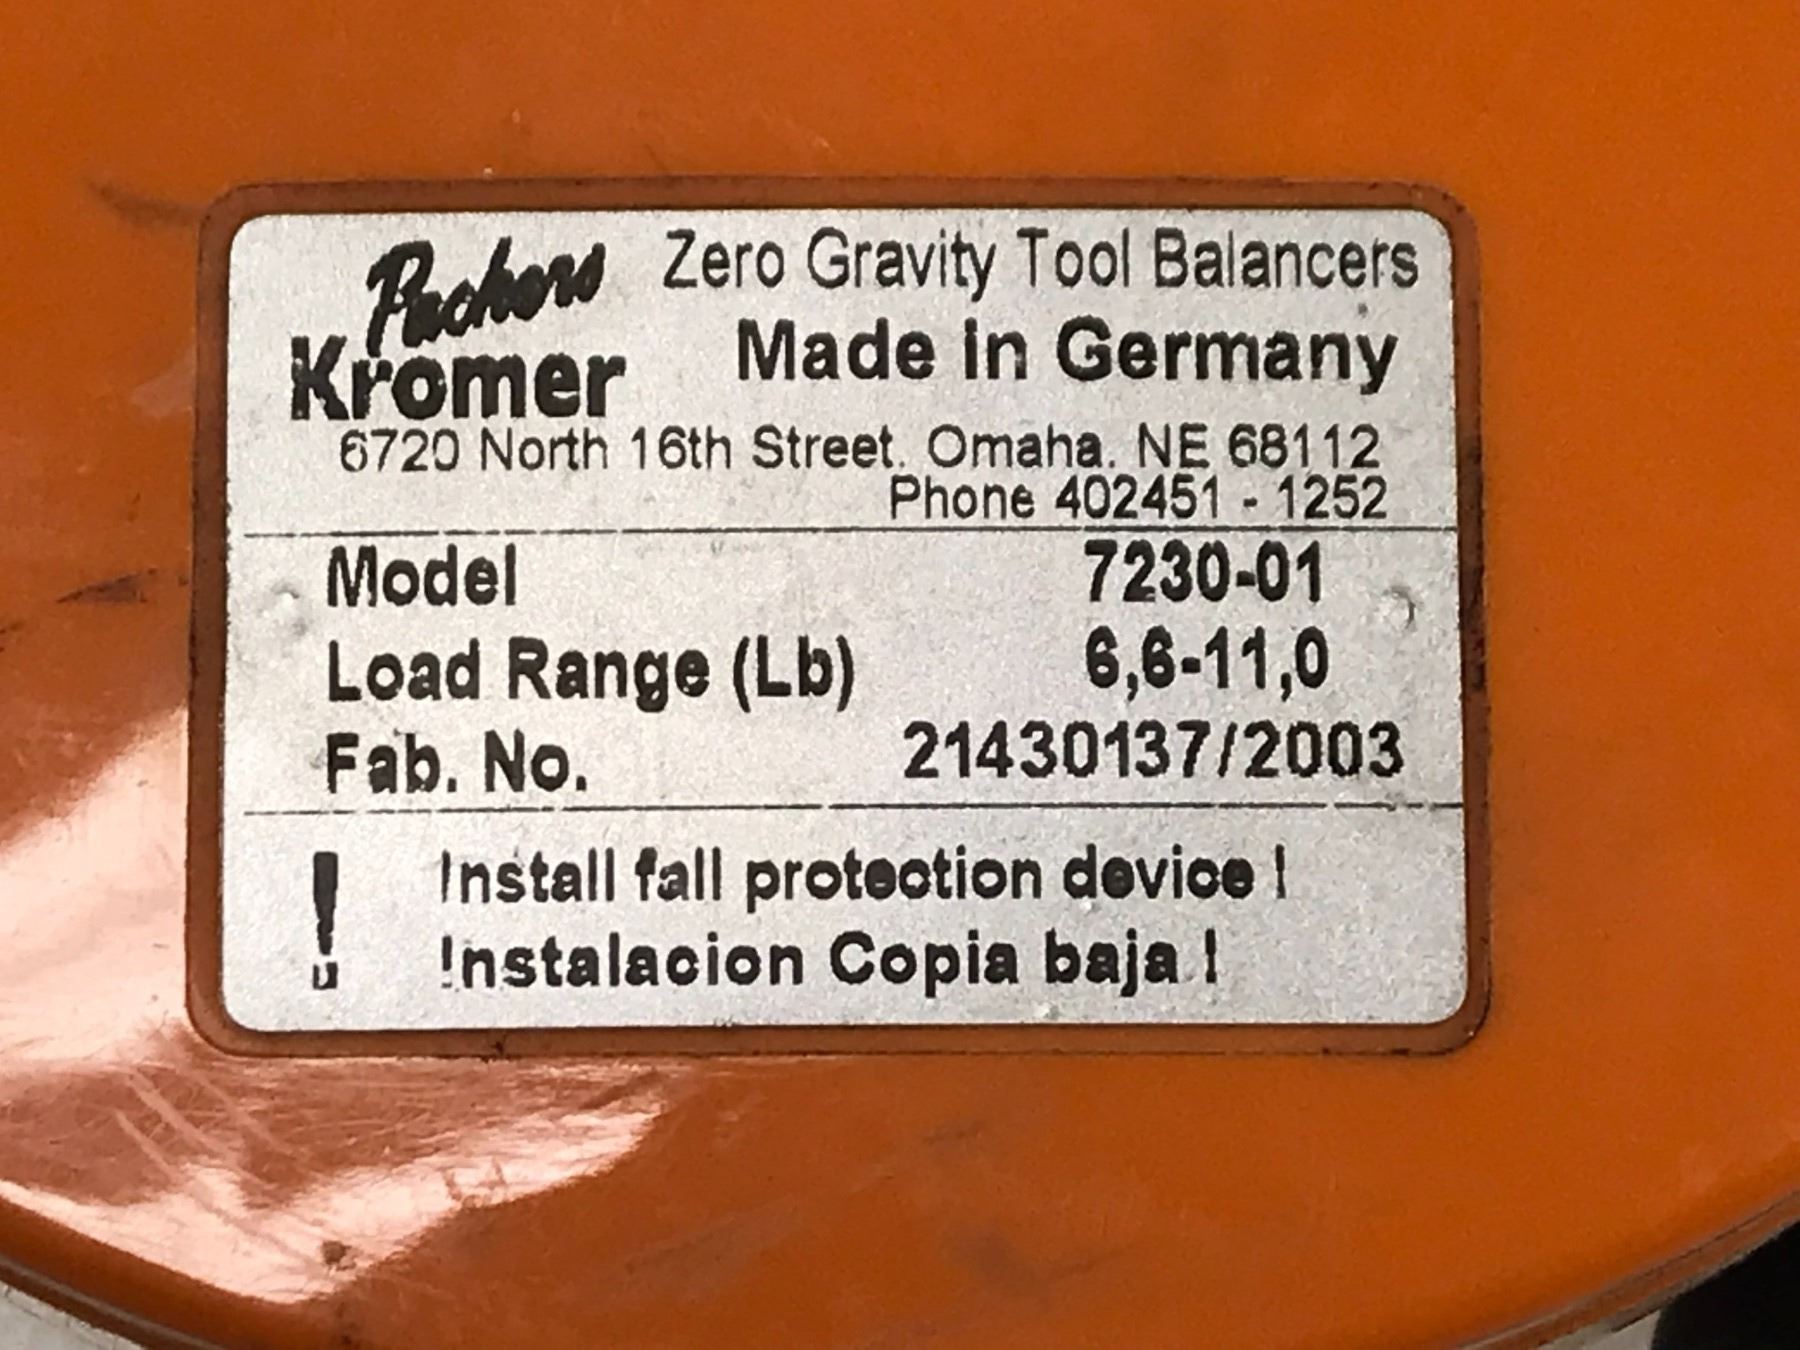 Packers Zero Gravity Tool Balancers
Kromer Made in Germany
6720 North 16th Street. Omaha. NE 68112
Phone 402451 - 1252
Model 7230-01
Load Range (Lb) 6,6-11,0
Fab. No. 21430137/2003
! Install fall protection device !
Instalacion Copia baja !